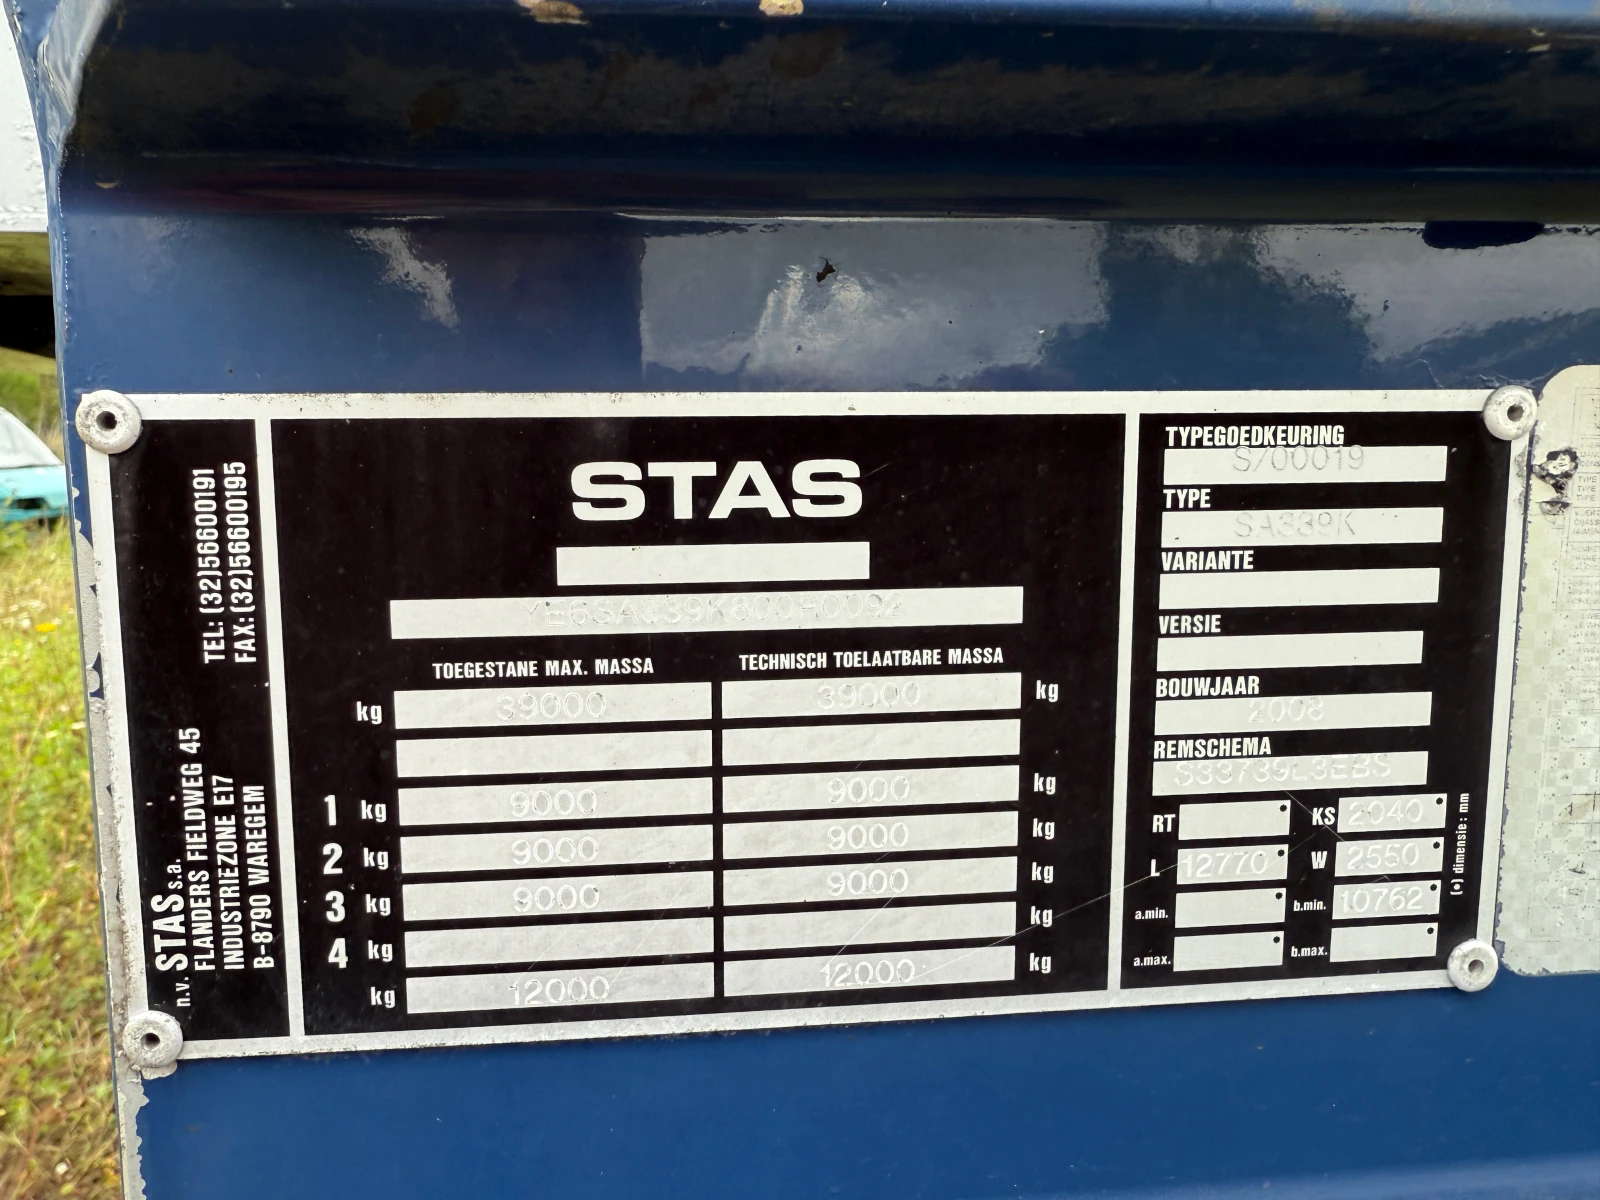 TEL: (32)56600191
FAX: (32)56600195
n.v. STAS s.a.
FLANDERS FIELDWEG 45
INDUSTRIEZONE E17
B-8790 WAREGEM
STAS
TOEGESTANE MAX. MASSA
TECHNISCH TOELAATBARE MASSA
kg 39000 39000 kg
1 kg 9000 9000 kg
2 kg 9000 9000 kg
3 kg 9000 9000 kg
4 kg kg
kg 12000 12000 kg
TYPEGOEDKEURING
S/00019
TYPE
SA339K
VARIANTE
VERSIE
BOUWJAAR
2008
REMSCHEMA
S33739L3EBS
RT KS 2040
L 12770 W 2550
a.min. b.min. 10762
a.max. b.max.
(•) dimensie: mm